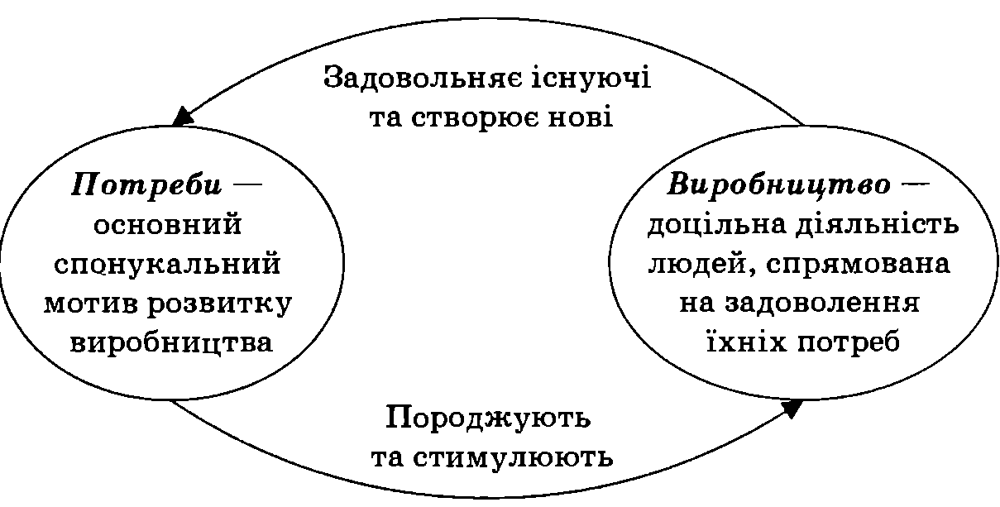 Задовольняє існуючі
та створює нові
Потреби —
основний
спонукальний
мотив розвитку
виробництва
Виробництво —
доцільна діяльність
людей, спрямована
на задоволення
їхніх потреб
Породжують
та стимулюють